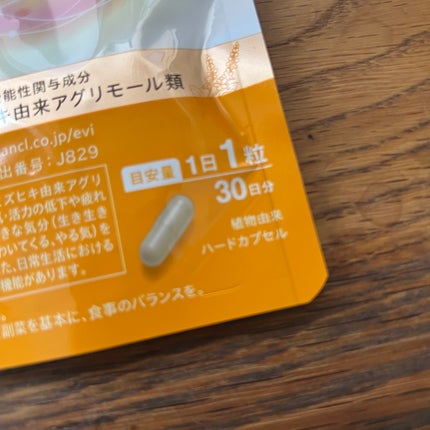 能性関与成分
キ由来アグリモール類
ancl.co.jp/evi
出番号：J829
目安量 1日1粒
30日分
植物由来
ハードカプセル
ズヒキ由来アグリ
い活力の低下や疲れ
きな気分（生き生き
わいてくる、やる気）を
た、日常生活における
機能があります。
副菜を基本に、食事のバランスを。